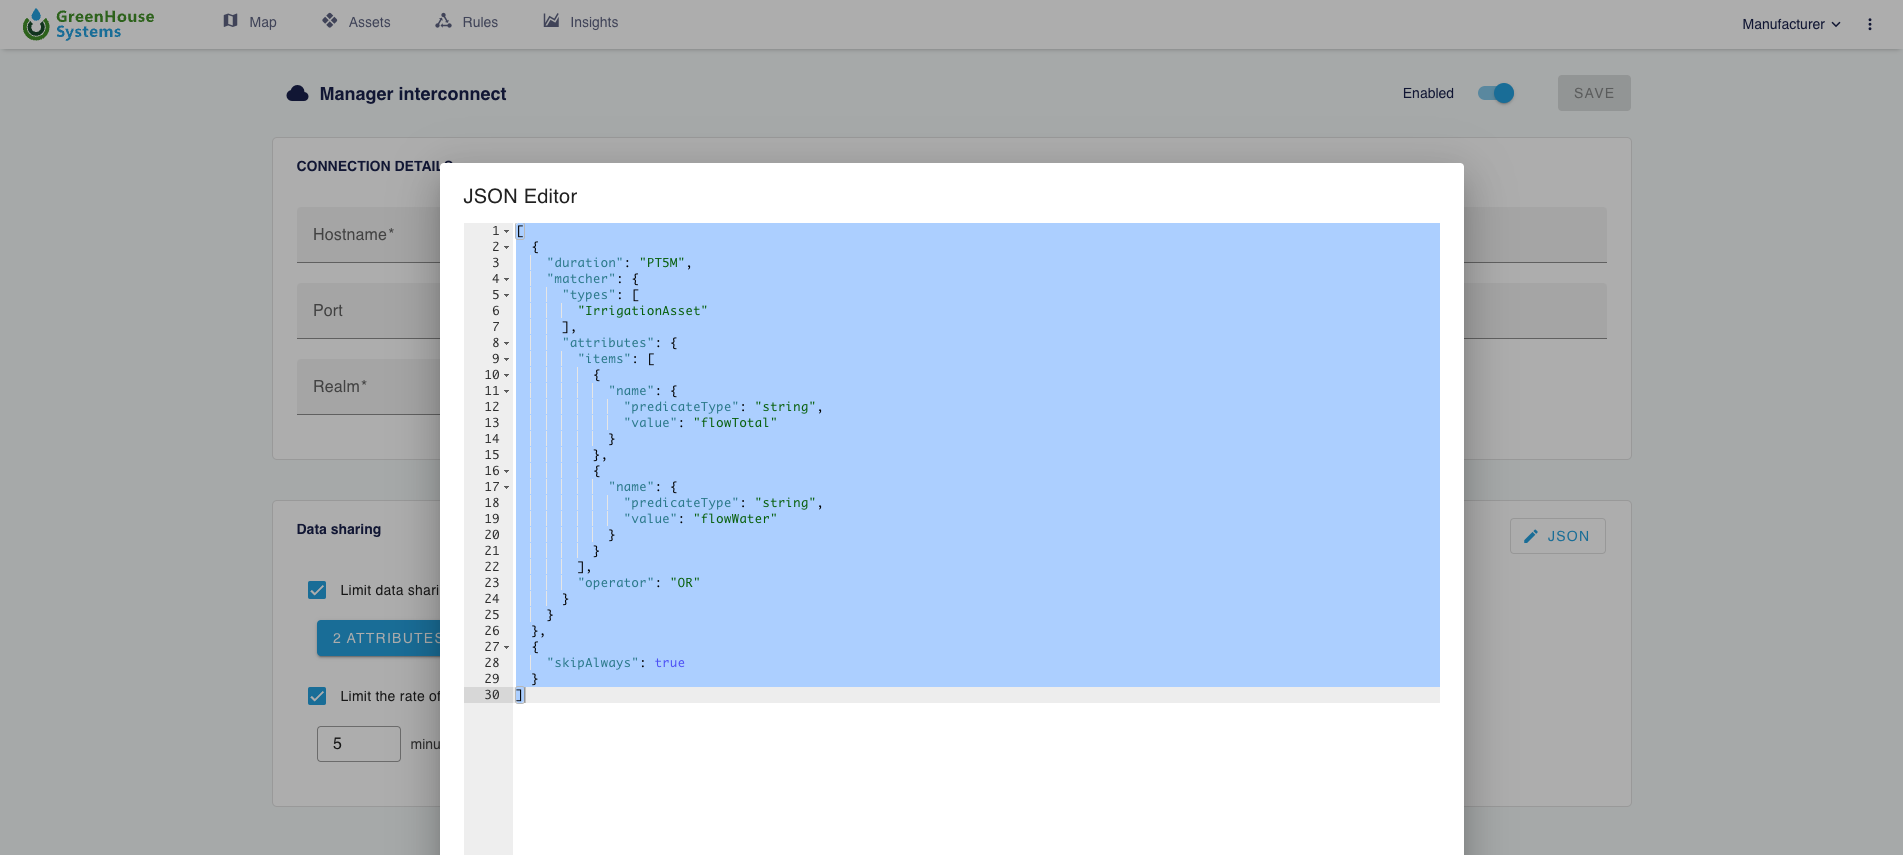 GreenHouse
Systems
Map
Assets
Rules
Insights
Manufacturer
Manager interconnect
Enabled
SAVE
CONNECTION DETAILS
Hostname*
Port
Realm*
Data sharing
JSON
Limit data shari
2 ATTRIBUTES
Limit the rate of
5
minu
JSON Editor
1 [
2 {
3 "duration": "PT5M",
4 "matcher": {
5 "types": [
6 "IrrigationAsset"
7 ],
8 "attributes": {
9 "items": [
10 {
11 "name": {
12 "predicateType": "string",
13 "value": "flowTotal"
14 }
15 },
16 {
17 "name": {
18 "predicateType": "string",
19 "value": "flowWater"
20 }
21 }
22 ],
23 "operator": "OR"
24 }
25 }
26 },
27 {
28 "skipAlways": true
29 }
30 ]